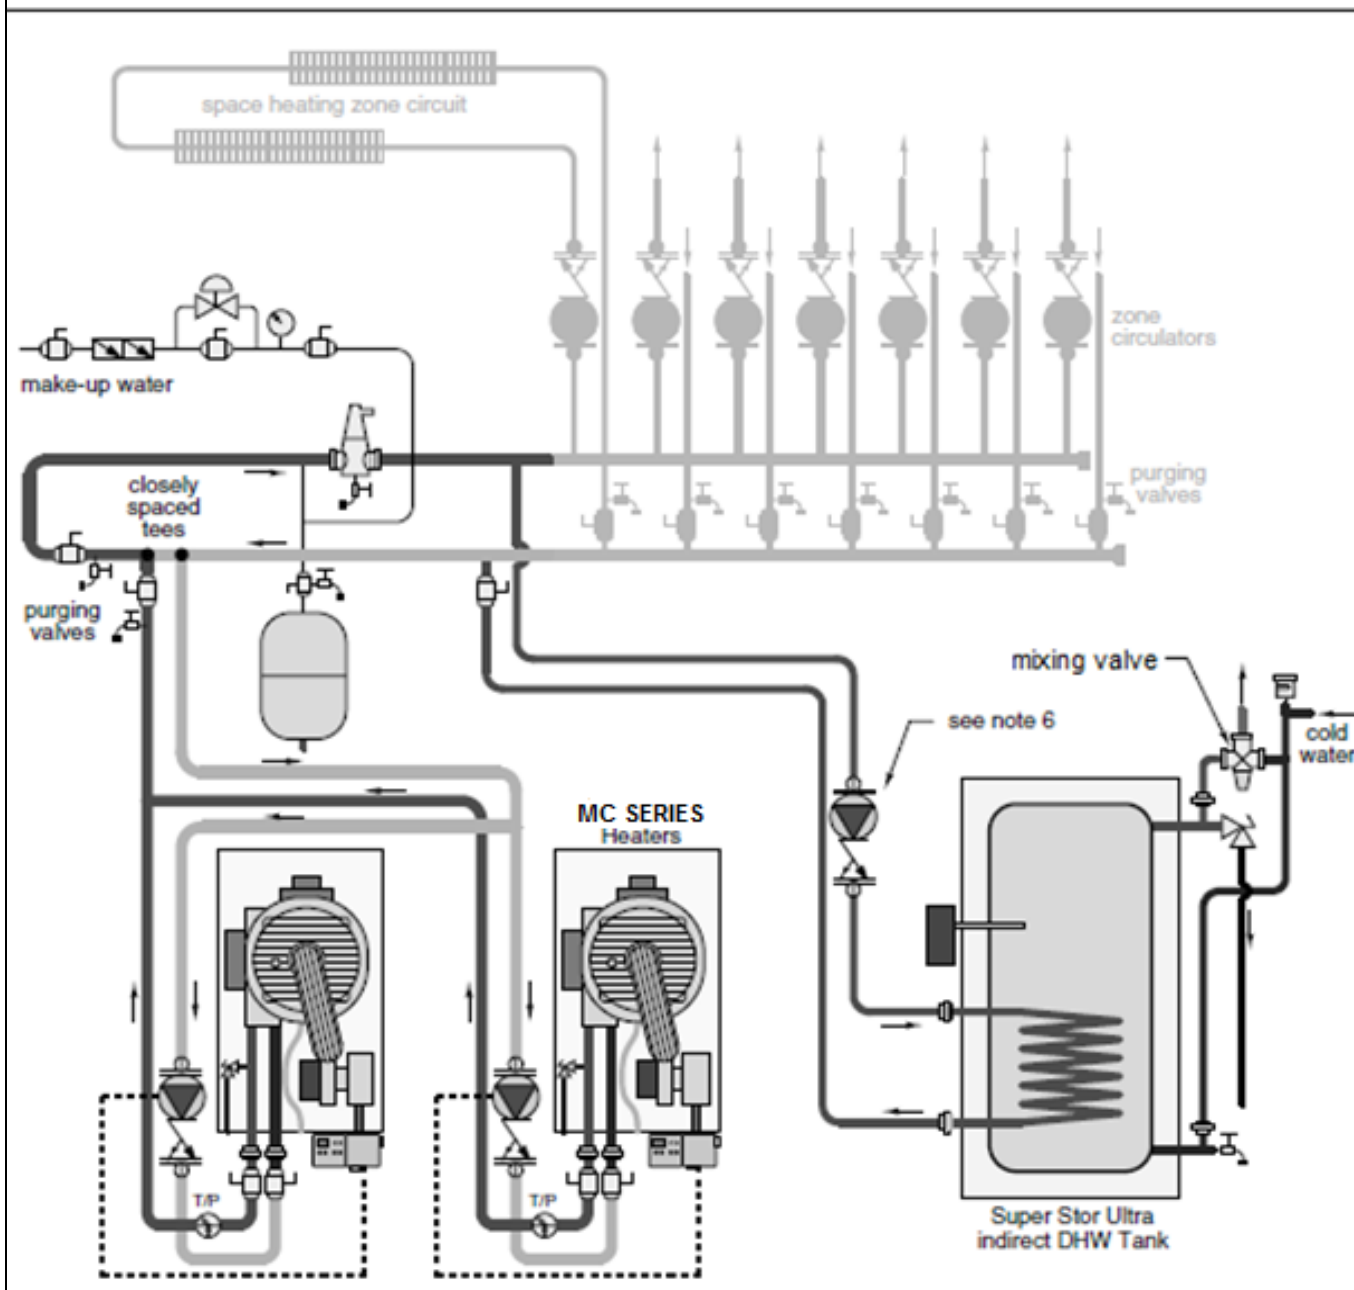 space heating zone circuit
zone
circulators
make-up water
closely
spaced
tees
purging
valves
purging
valves
mixing valve
see note 6
cold
water
MC SERIES
Heaters
T/P
T/P
Super Stor Ultra
indirect DHW Tank